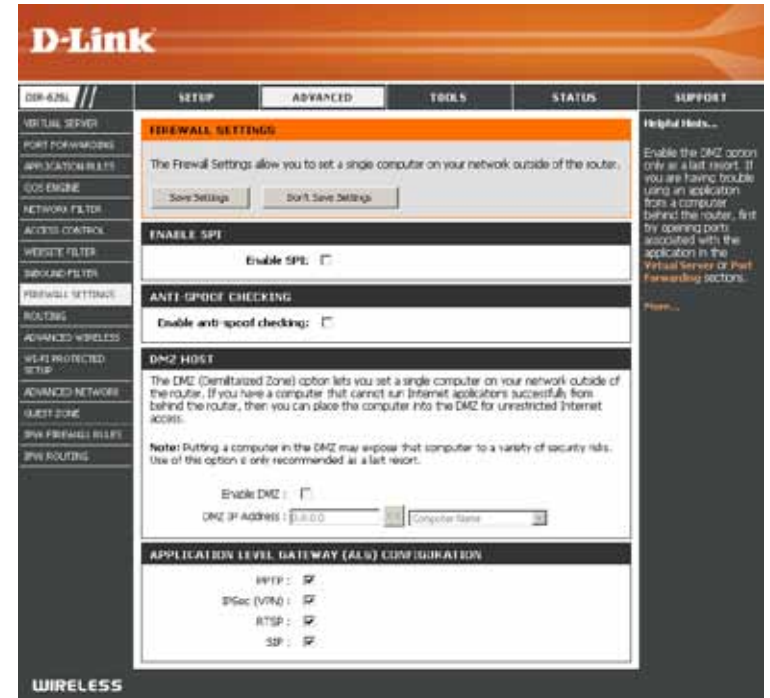 D-Link
DIR-626L
SETUP
ADVANCED
TOOLS
STATUS
SUPPORT
VIRTUAL SERVER
PORT FORWARDING
APPLICATION RULES
QOS ENGINE
NETWORK FILTER
ACCESS CONTROL
WEBSITE FILTER
INBOUND FILTER
FIREWALL SETTINGS
ROUTING
ADVANCED WIRELESS
WI-FI PROTECTED
SETUP
ADVANCED NETWORK
GUEST ZONE
IPV6 FIREWALL RULES
IPV6 ROUTING
FIREWALL SETTINGS
The Firewall Settings allow you to set a single computer on your network outside of the router.
Save Settings
Don't Save Settings
ENABLE SPI
Enable SPI:
ANTI-SPOOF CHECKING
Enable anti-spoof checking:
DMZ HOST
The DMZ (Demilitarized Zone) option lets you set a single computer on your network outside of
the router. If you have a computer that cannot run Internet applications successfully from
behind the router, then you can place the computer into the DMZ for unrestricted Internet
access.
Note: Putting a computer in the DMZ may expose that computer to a variety of security risks.
Use of this option is only recommended as a last resort.
Enable DMZ :
DMZ IP Address : 0.0.0.0
<<
Computer Name
APPLICATION LEVEL GATEWAY (ALG) CONFIGURATION
PPTP :
IPSec (VPN) :
RTSP :
SIP :
Helpful Hints...
Enable the DMZ option
only as a last resort. If
you are having trouble
using an application
from a computer
behind the router, first
try opening ports
associated with the
application in the
Virtual Server or Port
Forwarding sections.
More...
WIRELESS